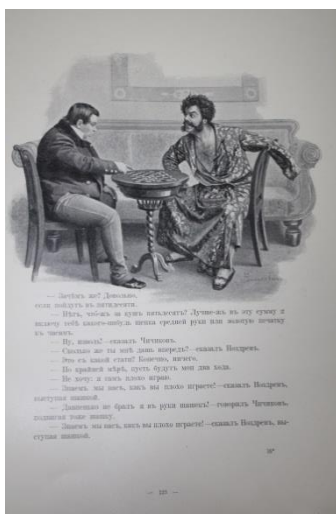 — Зачѣмъ же? Довольно,
если пойдутъ въ пятидесяти.
— Нѣтъ, что-жъ за кушъ пятьдесятъ? Лучше-жъ въ эту сумму я
включу тебѣ какого-нибудь щенка средней руки или золотую печатку
къ часамъ.
— Ну, изволь!—сказалъ Чичиковъ.
— Сколько же ты мнѣ дашь впередъ?—сказалъ Ноздревъ.
— Это съ какой стати? Конечно, ничего.
— По крайней мѣрѣ, пусть будутъ мои два хода.
— Не хочу: я самъ плохо играю.
— Знаемъ мы васъ, какъ вы плохо играете!—сказалъ Ноздревъ,
выступая шашкой.
— Давненько не бралъ я въ руки шашекъ!—говорилъ Чичиковъ,
подвигая тоже шашку.
— Знаемъ мы васъ, какъ вы плохо играете!—сказалъ Ноздревъ, вы-
ступая шашкой.